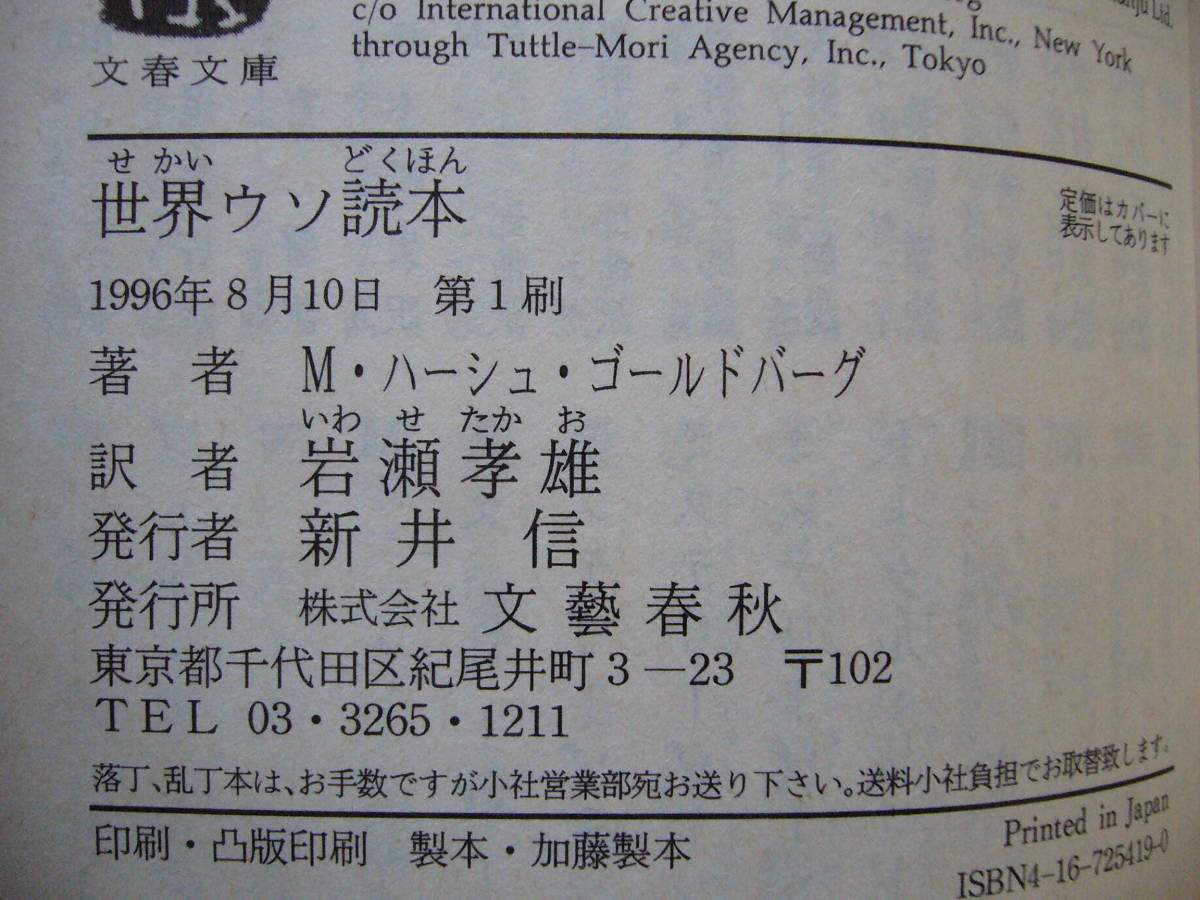 文春文庫
c/o International Creative Management, Inc., New York
through Tuttle–Mori Agency, Inc., Tokyo
せかい どくほん
世界ウソ読本
定価はカバーに
表示してあります
1996年8月10日 第1刷
著者 M・ハーシュ・ゴールドバーグ
いわ せ たか お
訳者 岩瀬孝雄
発行者 新井信
発行所 株式会社 文藝春秋
東京都千代田区紀尾井町3—23 〒102
TEL 03・3265・1211
落丁、乱丁本は、お手数ですが小社営業部宛お送り下さい。送料小社負担でお取替致します。
印刷・凸版印刷 製本・加藤製本
Printed in Japan
ISBN4-16-725419-0